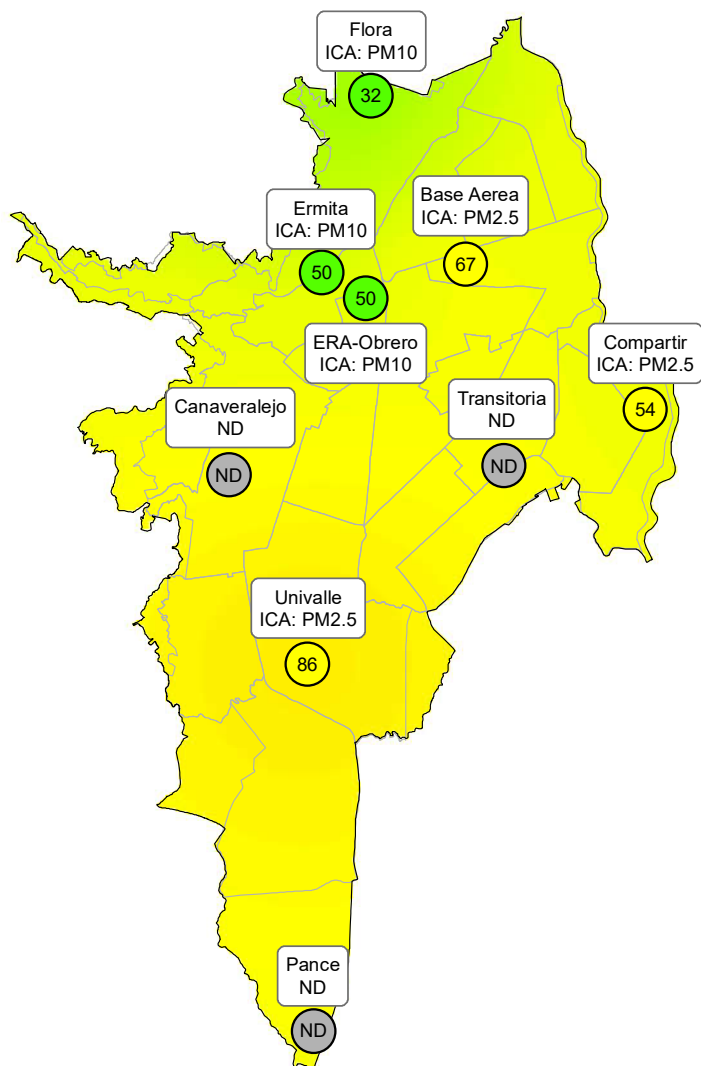 Flora
ICA: PM10
32
Ermita
ICA: PM10
50
Base Aerea
ICA: PM2.5
67
50
ERA-Obrero
ICA: PM10
Compartir
ICA: PM2.5
54
Canaveralejo
ND
ND
Transitoria
ND
ND
Univalle
ICA: PM2.5
86
Pance
ND
ND